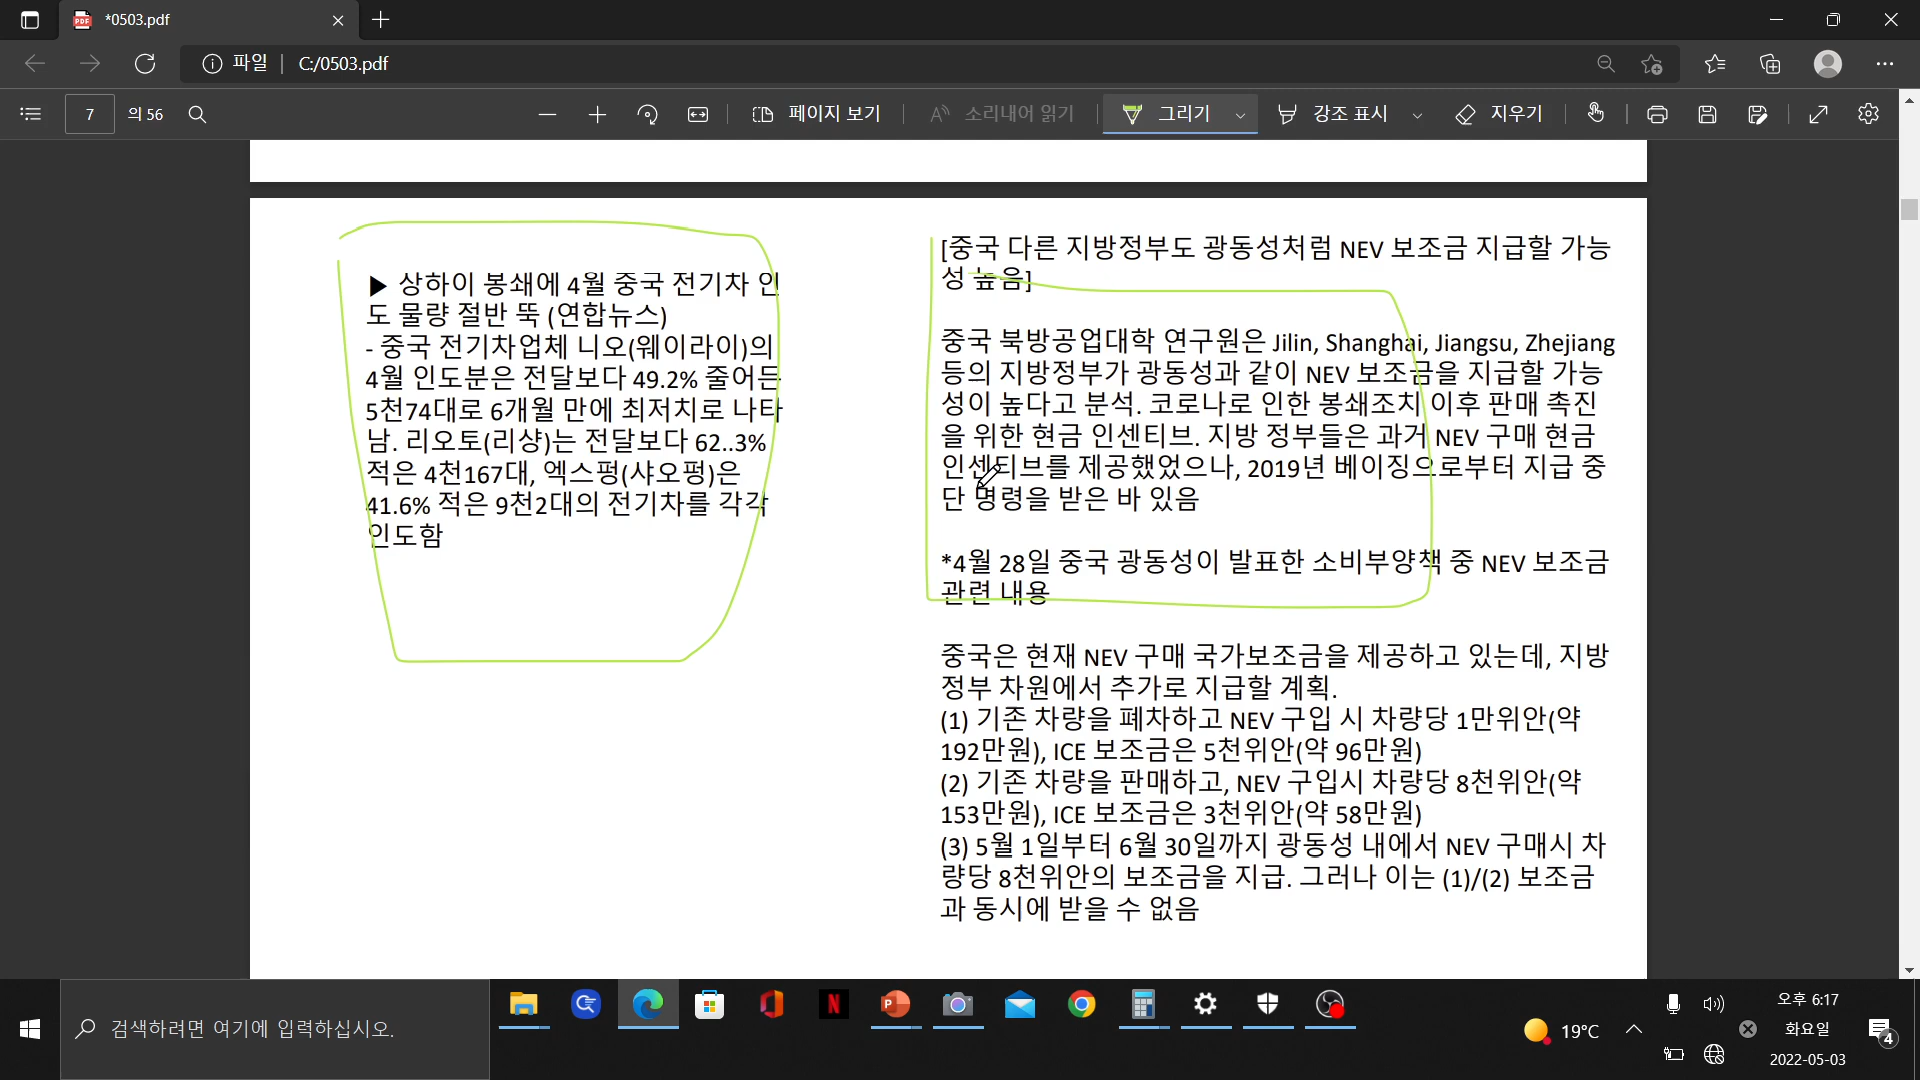 *0503.pdf
파일
C:/0503.pdf
7
의 56
페이지 보기
소리내어 읽기
그리기
강조 표시
지우기
▶ 상하이 봉쇄에 4월 중국 전기차 인
도 물량 절반 뚝 (연합뉴스)
- 중국 전기차업체 니오(웨이라이)의
4월 인도분은 전달보다 49.2% 줄어든
5천74대로 6개월 만에 최저치로 나타
남. 리오토(리샹)는 전달보다 62..3%
적은 4천167대, 엑스펑(샤오펑)은
41.6% 적은 9천2대의 전기차를 각각
인도함
[중국 다른 지방정부도 광동성처럼 NEV 보조금 지급할 가능
성 높음]
중국 북방공업대학 연구원은 Jilin, Shanghai, Jiangsu, Zhejiang
등의 지방정부가 광동성과 같이 NEV 보조금을 지급할 가능
성이 높다고 분석. 코로나로 인한 봉쇄조치 이후 판매 촉진
을 위한 현금 인센티브. 지방 정부들은 과거 NEV 구매 현금
인센티브를 제공했었으나, 2019년 베이징으로부터 지급 중
단 명령을 받은 바 있음
*4월 28일 중국 광동성이 발표한 소비부양책 중 NEV 보조금
관련 내용
중국은 현재 NEV 구매 국가보조금을 제공하고 있는데, 지방
정부 차원에서 추가로 지급할 계획.
(1) 기존 차량을 폐차하고 NEV 구입 시 차량당 1만위안(약
192만원), ICE 보조금은 5천위안(약 96만원)
(2) 기존 차량을 판매하고, NEV 구입시 차량당 8천위안(약
153만원), ICE 보조금은 3천위안(약 58만원)
(3) 5월 1일부터 6월 30일까지 광동성 내에서 NEV 구매시 차
량당 8천위안의 보조금을 지급. 그러나 이는 (1)/(2) 보조금
과 동시에 받을 수 없음
검색하려면 여기에 입력하십시오.
19°C
오후 6:17
화요일
2022-05-03
4